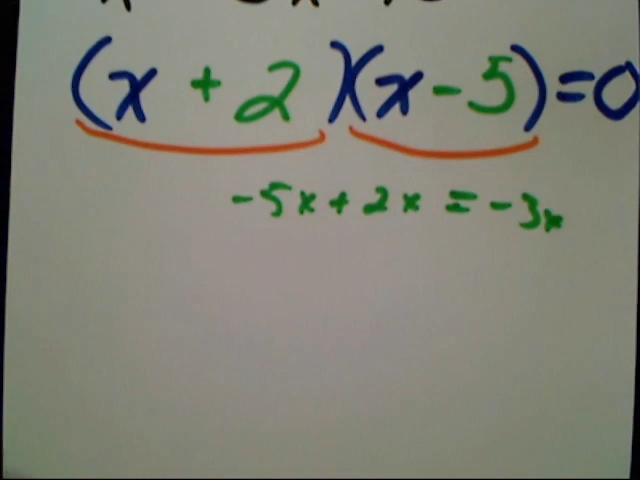 (x + 2)(x - 5) = 0
-5x + 2x = -3x